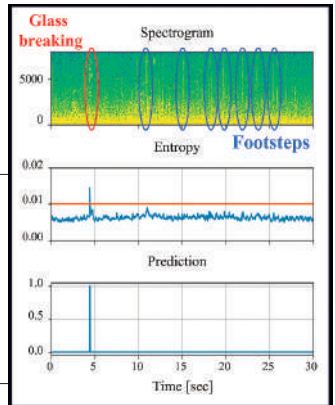 Glass
breaking
Spectrogram
5000
0
Entropy
Footsteps
0.02
0.01
0.00
Prediction
1.0
0.5
0.0
0 5 10 15 20 25 30
Time [sec]